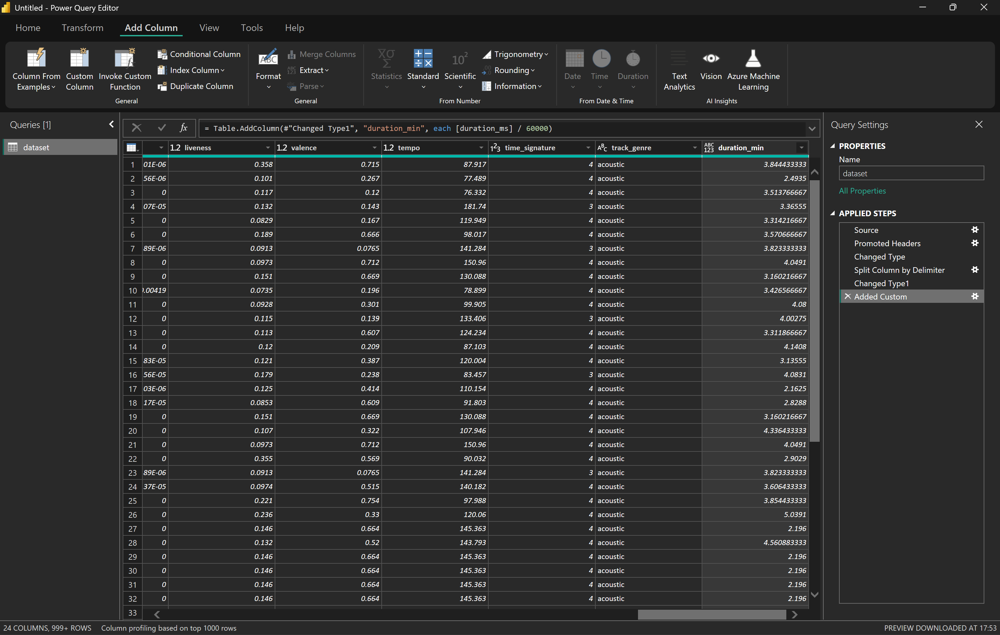 Untitled - Power Query Editor
Home Transform Add Column View Tools Help
Column From Examples
Custom Column
Invoke Custom Function
Conditional Column
Index Column
Duplicate Column
General
Format
Merge Columns
Extract
Parse
General
Statistics
Standard
Scientific
Trigonometry
Rounding
Information
From Number
Date
Time
Duration
From Date & Time
Text Analytics
Vision
Azure Machine Learning
AI Insights
Queries [1]
dataset
= Table.AddColumn(#"Changed Type1", "duration_min", each [duration_ms] / 60000)
1.2 liveness 1.2 valence 1.2 tempo 123 time_signature ABC track_genre ABC 123 duration_min
1 01E-06 0.358 0.715 87.917 4 acoustic 3.844433333
2 56E-06 0.101 0.267 77.489 4 acoustic 2.4935
3 0 0.117 0.12 76.332 4 acoustic 3.513766667
4 07E-05 0.132 0.143 181.74 3 acoustic 3.36555
5 0 0.0829 0.167 119.949 4 acoustic 3.314216667
6 0 0.189 0.666 98.017 4 acoustic 3.570666667
7 89E-06 0.0913 0.0765 141.284 3 acoustic 3.823333333
8 0 0.0973 0.712 150.96 4 acoustic 4.0491
9 0 0.151 0.669 130.088 4 acoustic 3.160216667
10 0.00419 0.0735 0.196 78.899 4 acoustic 3.426566667
11 0 0.0928 0.301 99.905 4 acoustic 4.08
12 0 0.115 0.139 133.406 3 acoustic 4.00275
13 0 0.113 0.607 124.234 4 acoustic 3.311866667
14 0 0.12 0.209 87.103 4 acoustic 4.1408
15 83E-05 0.121 0.387 120.004 4 acoustic 3.13555
16 56E-05 0.179 0.238 83.457 3 acoustic 4.0831
17 03E-06 0.125 0.414 110.154 4 acoustic 2.1625
18 17E-05 0.0853 0.609 91.803 4 acoustic 2.8288
19 0 0.151 0.669 130.088 4 acoustic 3.160216667
20 0 0.107 0.322 107.946 4 acoustic 4.336433333
21 0 0.0973 0.712 150.96 4 acoustic 4.0491
22 0 0.355 0.569 90.032 4 acoustic 2.9029
23 89E-06 0.0913 0.0765 141.284 3 acoustic 3.823333333
24 37E-05 0.0974 0.515 140.182 4 acoustic 3.606433333
25 0 0.221 0.754 97.988 4 acoustic 3.854433333
26 0 0.236 0.33 120.06 4 acoustic 5.0391
27 0 0.146 0.664 145.363 4 acoustic 2.196
28 0 0.132 0.52 143.793 4 acoustic 4.560883333
29 0 0.146 0.664 145.363 4 acoustic 2.196
30 0 0.146 0.664 145.363 4 acoustic 2.196
31 0 0.146 0.664 145.363 4 acoustic 2.196
32 0 0.146 0.664 145.363 4 acoustic 2.196
33
Query Settings
PROPERTIES
Name
dataset
All Properties
APPLIED STEPS
Source
Promoted Headers
Changed Type
Split Column by Delimiter
Changed Type1
Added Custom
24 COLUMNS, 999+ ROWS Column profiling based on top 1000 rows
PREVIEW DOWNLOADED AT 17:53